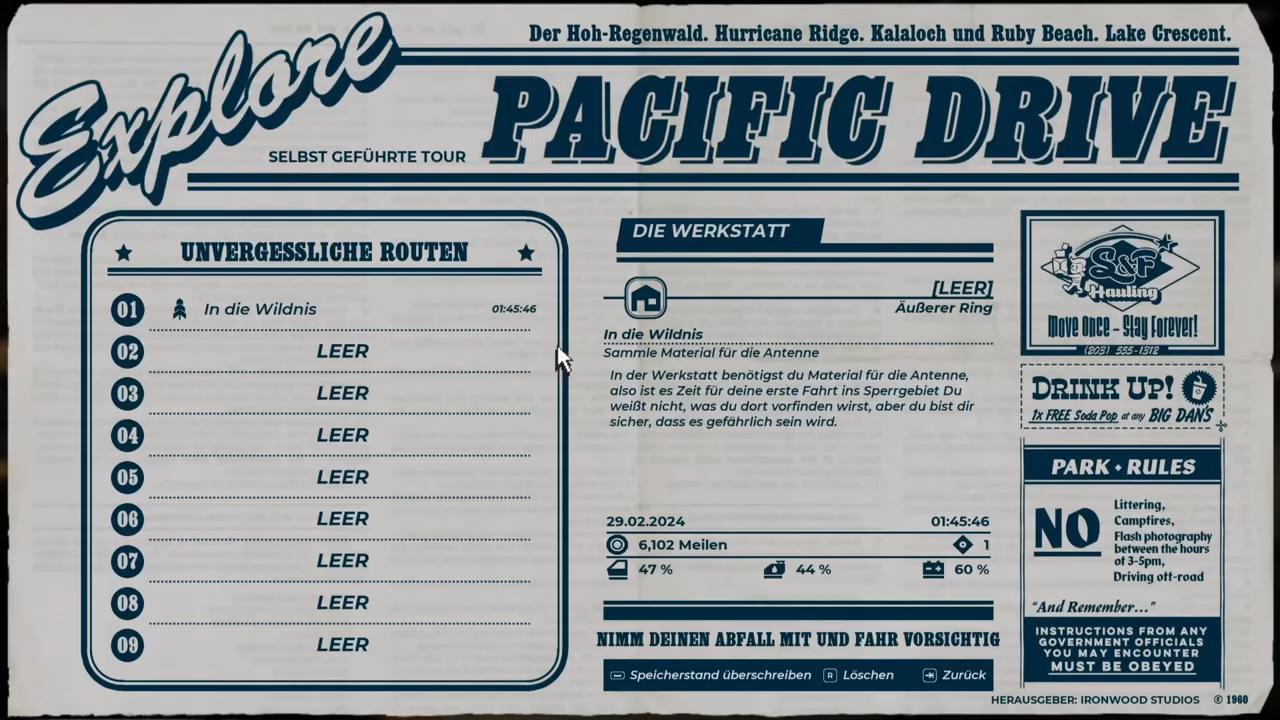 Explore
Der Hoh-Regenwald. Hurricane Ridge. Kalaloch und Ruby Beach. Lake Crescent.
SELBST GEFÜHRTE TOUR
PACIFIC DRIVE
UNVERGESSLICHE ROUTEN
01 In die Wildnis 01:45:46
02 LEER
03 LEER
04 LEER
05 LEER
06 LEER
07 LEER
08 LEER
09 LEER
DIE WERKSTATT
[LEER]
Äußerer Ring
In die Wildnis
Sammle Material für die Antenne
In der Werkstatt benötigst du Material für die Antenne,
also ist es Zeit für deine erste Fahrt ins Sperrgebiet Du
weißt nicht, was du dort vorfinden wirst, aber du bist dir
sicher, dass es gefährlich sein wird.
29.02.2024 01:45:46
6,102 Meilen 1
47 % 44 % 60 %
NIMM DEINEN ABFALL MIT UND FAHR VORSICHTIG
Speicherstand überschreiben R Löschen Zurück
S&F
Hauling
Move Once - Stay Forever!
(203) 555-1312
DRINK UP!
1x FREE Soda Pop at any BIG DAN'S
PARK • RULES
NO
Littering,
Campfires,
Flash photography
between the hours
of 3-5pm,
Driving off-road
"And Remember..."
INSTRUCTIONS FROM ANY
GOVERNMENT OFFICIALS
YOU MAY ENCOUNTER
MUST BE OBEYED
HERAUSGEBER: IRONWOOD STUDIOS © 1960